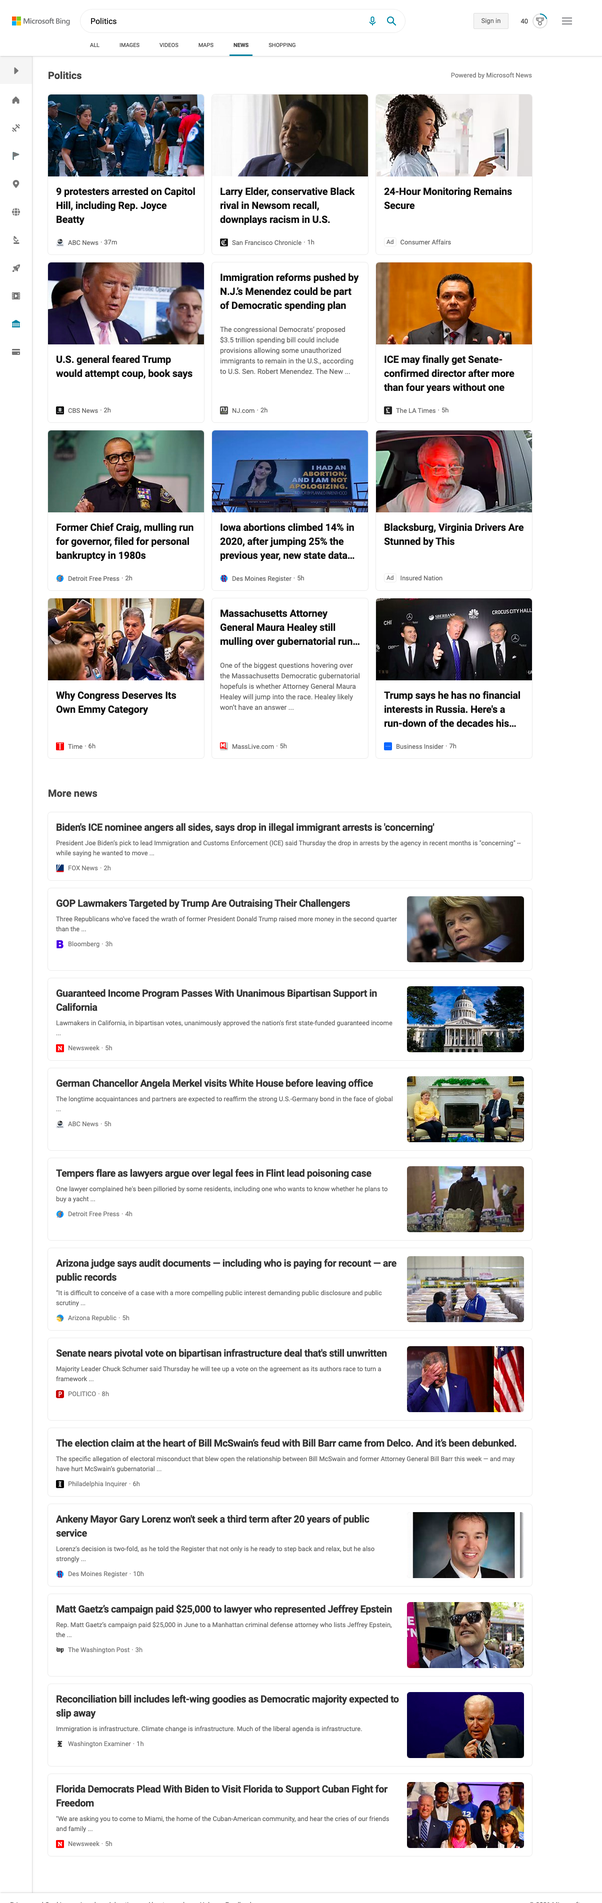 Microsoft Bing
Politics
Sign in
40
ALL IMAGES VIDEOS MAPS NEWS SHOPPING
Politics
Powered by Microsoft News
9 protesters arrested on Capitol
Hill, including Rep. Joyce
Beatty
ABC News · 37m
Larry Elder, conservative Black
rival in Newsom recall,
downplays racism in U.S.
San Francisco Chronicle · 1h
24-Hour Monitoring Remains
Secure
Ad Consumer Affairs
U.S. general feared Trump
would attempt coup, book says
CBS News · 2h
Immigration reforms pushed by
N.J.'s Menendez could be part
of Democratic spending plan
The congressional Democrats' proposed
$3.5 trillion spending bill could include
provisions allowing some unauthorized
immigrants to remain in the U.S., according
to U.S. Sen. Robert Menendez. The New ...
NJ.com · 2h
ICE may finally get Senate-
confirmed director after more
than four years without one
The LA Times · 5h
Former Chief Craig, mulling run
for governor, filed for personal
bankruptcy in 1980s
Detroit Free Press · 2h
I HAD AN
ABORTION,
AND I AM NOT
APOLOGIZING.
Iowa abortions climbed 14% in
2020, after jumping 25% the
previous year, new state data...
Des Moines Register · 5h
Blacksburg, Virginia Drivers Are
Stunned by This
Ad Insured Nation
Why Congress Deserves Its
Own Emmy Category
Time · 6h
Massachusetts Attorney
General Maura Healey still
mulling over gubernatorial run...
One of the biggest questions hovering over
the Massachusetts Democratic gubernatorial
hopefuls is whether Attorney General Maura
Healey will jump into the race. Healey likely
won't have an answer ...
MassLive.com · 5h
SBERBANK
NBC
CROCUS CITY HALL
Trump says he has no financial
interests in Russia. Here's a
run-down of the decades his...
Business Insider · 7h
More news
Biden's ICE nominee angers all sides, says drop in illegal immigrant arrests is 'concerning'
President Joe Biden's pick to lead Immigration and Customs Enforcement (ICE) said Thursday the drop in arrests by the agency in recent months is "concerning" –
while saying he wanted to move ...
FOX News · 2h
GOP Lawmakers Targeted by Trump Are Outraising Their Challengers
Three Republicans who've faced the wrath of former President Donald Trump raised more money in the second quarter
than the ...
Bloomberg · 3h
Guaranteed Income Program Passes With Unanimous Bipartisan Support in
California
Lawmakers in California, in bipartisan votes, unanimously approved the nation's first state-funded guaranteed income
...
Newsweek · 5h
German Chancellor Angela Merkel visits White House before leaving office
The longtime acquaintances and partners are expected to reaffirm the strong U.S.-Germany bond in the face of global
...
ABC News · 5h
Tempers flare as lawyers argue over legal fees in Flint lead poisoning case
One lawyer complained he's been pilloried by some residents, including one who wants to know whether he plans to
buy a yacht ...
Detroit Free Press · 4h
Arizona judge says audit documents — including who is paying for recount — are
public records
"It is difficult to conceive of a case with a more compelling public interest demanding public disclosure and public
scrutiny ...
Arizona Republic · 5h
Senate nears pivotal vote on bipartisan infrastructure deal that's still unwritten
Majority Leader Chuck Schumer said Thursday he will tee up a vote on the agreement as its authors race to turn a
framework ...
POLITICO · 8h
The election claim at the heart of Bill McSwain's feud with Bill Barr came from Delco. And it's been debunked.
The specific allegation of electoral misconduct that blew open the relationship between Bill McSwain and former Attorney General Bill Barr this week — and may
have hurt McSwain's gubernatorial ...
Philadelphia Inquirer · 6h
Ankeny Mayor Gary Lorenz won't seek a third term after 20 years of public
service
Lorenz's decision is two-fold, as he told the Register that not only is he ready to step back and relax, but he also
strongly ...
Des Moines Register · 10h
Matt Gaetz's campaign paid $25,000 to lawyer who represented Jeffrey Epstein
Rep. Matt Gaetz's campaign paid $25,000 in June to a Manhattan criminal defense attorney who lists Jeffrey Epstein,
the ...
The Washington Post · 3h
Reconciliation bill includes left-wing goodies as Democratic majority expected to
slip away
Immigration is infrastructure. Climate change is infrastructure. Much of the liberal agenda is infrastructure.
Washington Examiner · 1h
Florida Democrats Plead With Biden to Visit Florida to Support Cuban Fight for
Freedom
"We are asking you to come to Miami, the home of the Cuban-American community, and hear the cries of our friends
and family ...
Newsweek · 5h